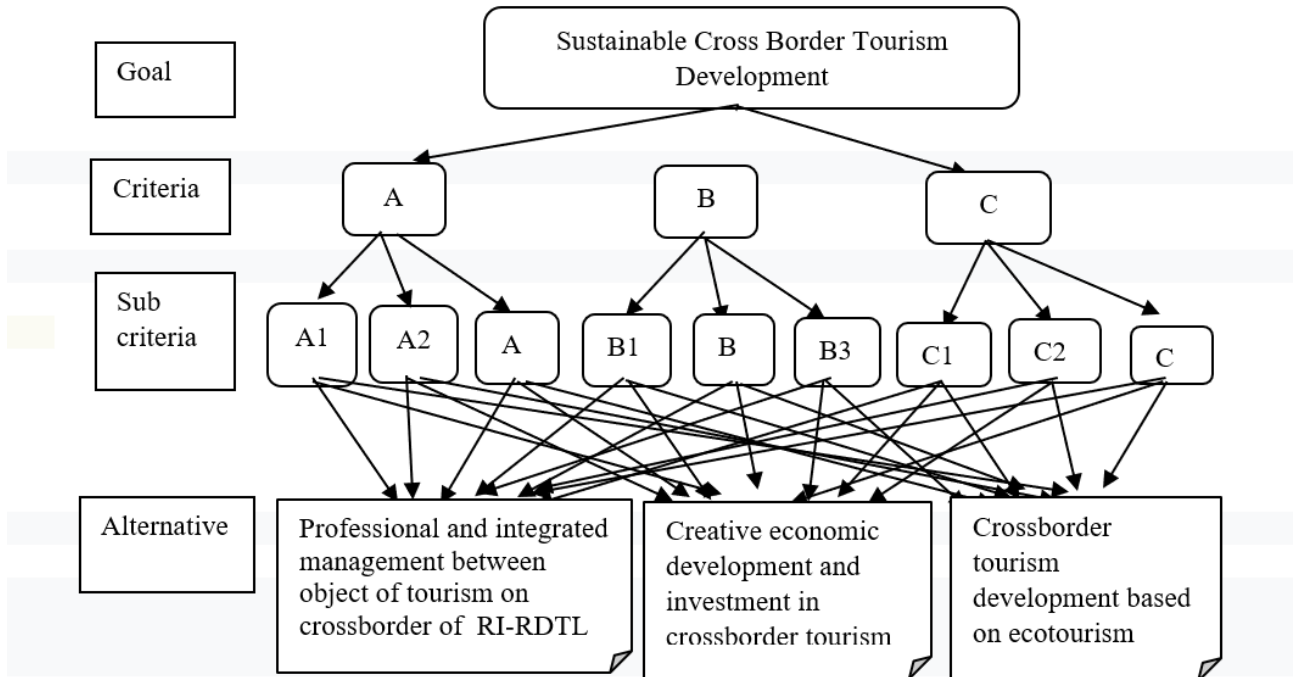 Sustainable Cross Border Tourism
Development
Goal
Criteria
A
B
C
Sub
criteria
A1
A2
A
B1
B
B3
C1
C2
C
Alternative
Professional and integrated
management between
object of tourism on
crossborder of RI-RDTL
Creative economic
development and
investment in
crossborder tourism
Crossborder
tourism
development based
on ecotourism